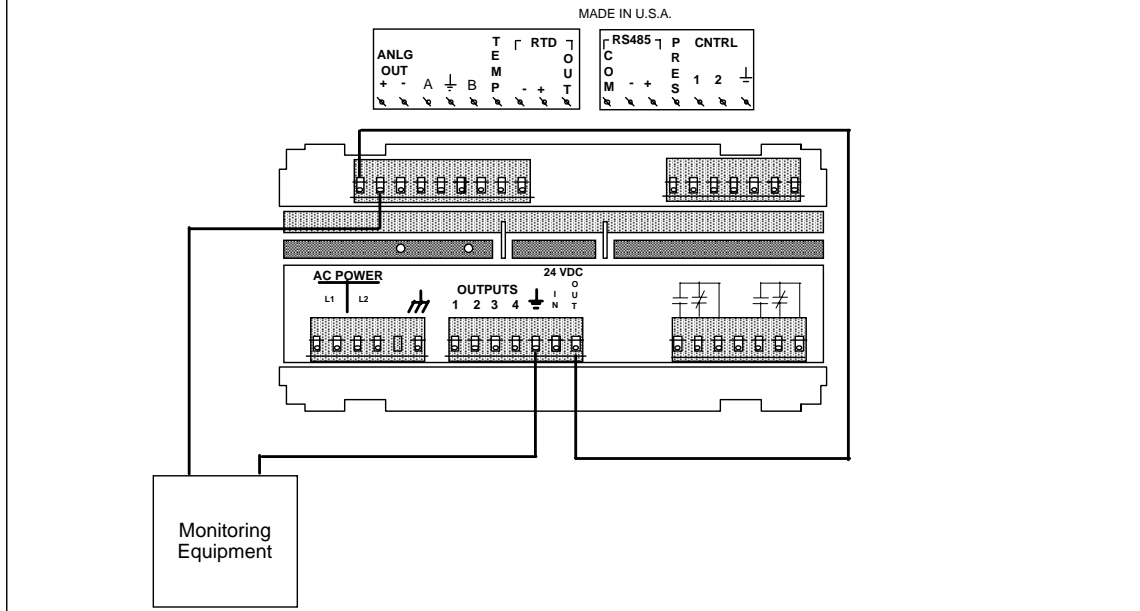 MADE IN U.S.A.
ANLG OUT
+ - A B
TEMP
RTD
- +
OUT
RS485
COM
- +
PRES
CNTRL
1 2
AC POWER
L1 L2
OUTPUTS
1 2 3 4
24 VDC
IN
OUT
Monitoring
Equipment